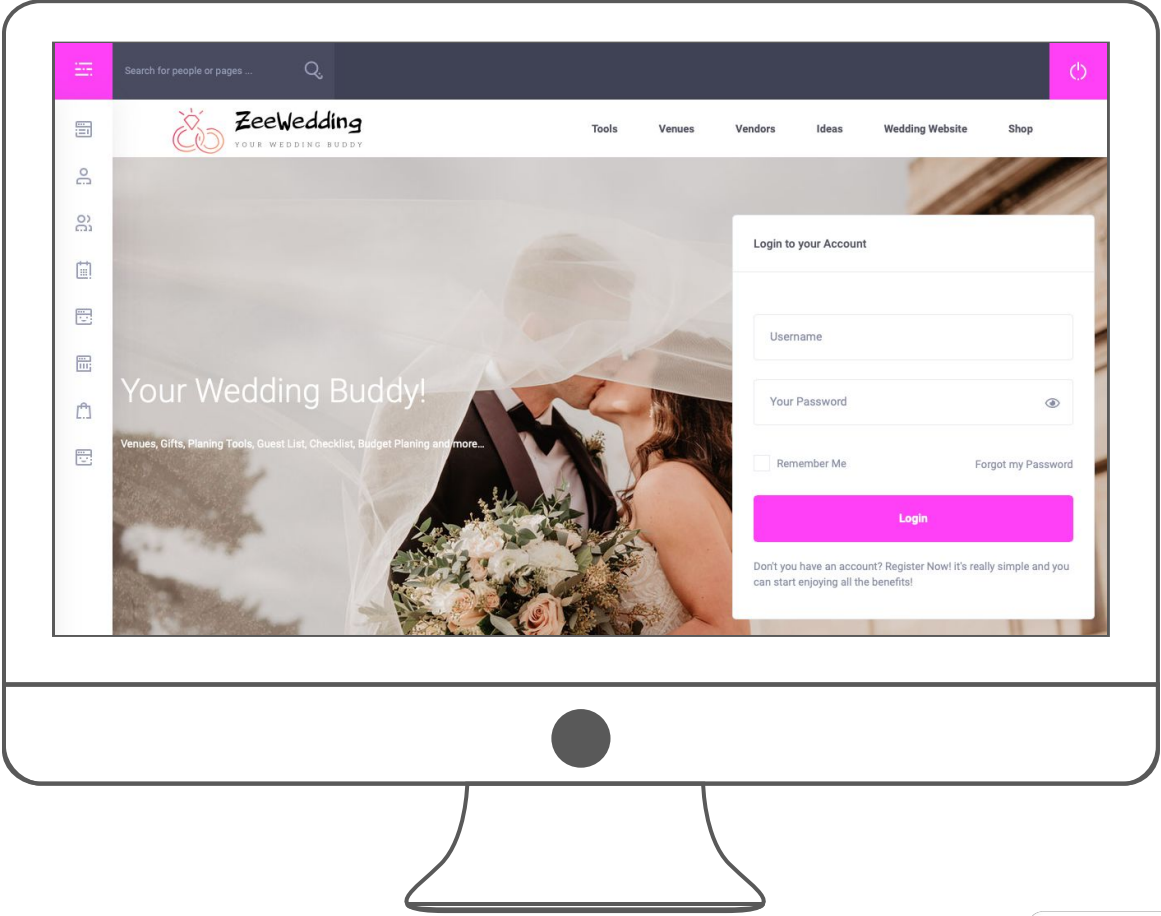 Search for people or pages ...
ZeeWedding
YOUR WEDDING BUDDY
Tools Venues Vendors Ideas Wedding Website Shop
Login to your Account
Username
Your Password
Remember Me Forgot my Password
Login
Don't you have an account? Register Now! it's really simple and you
can start enjoying all the benefits!
Your Wedding Buddy!
Venues, Gifts, Planing Tools, Guest List, Checklist, Budget Planing and more...